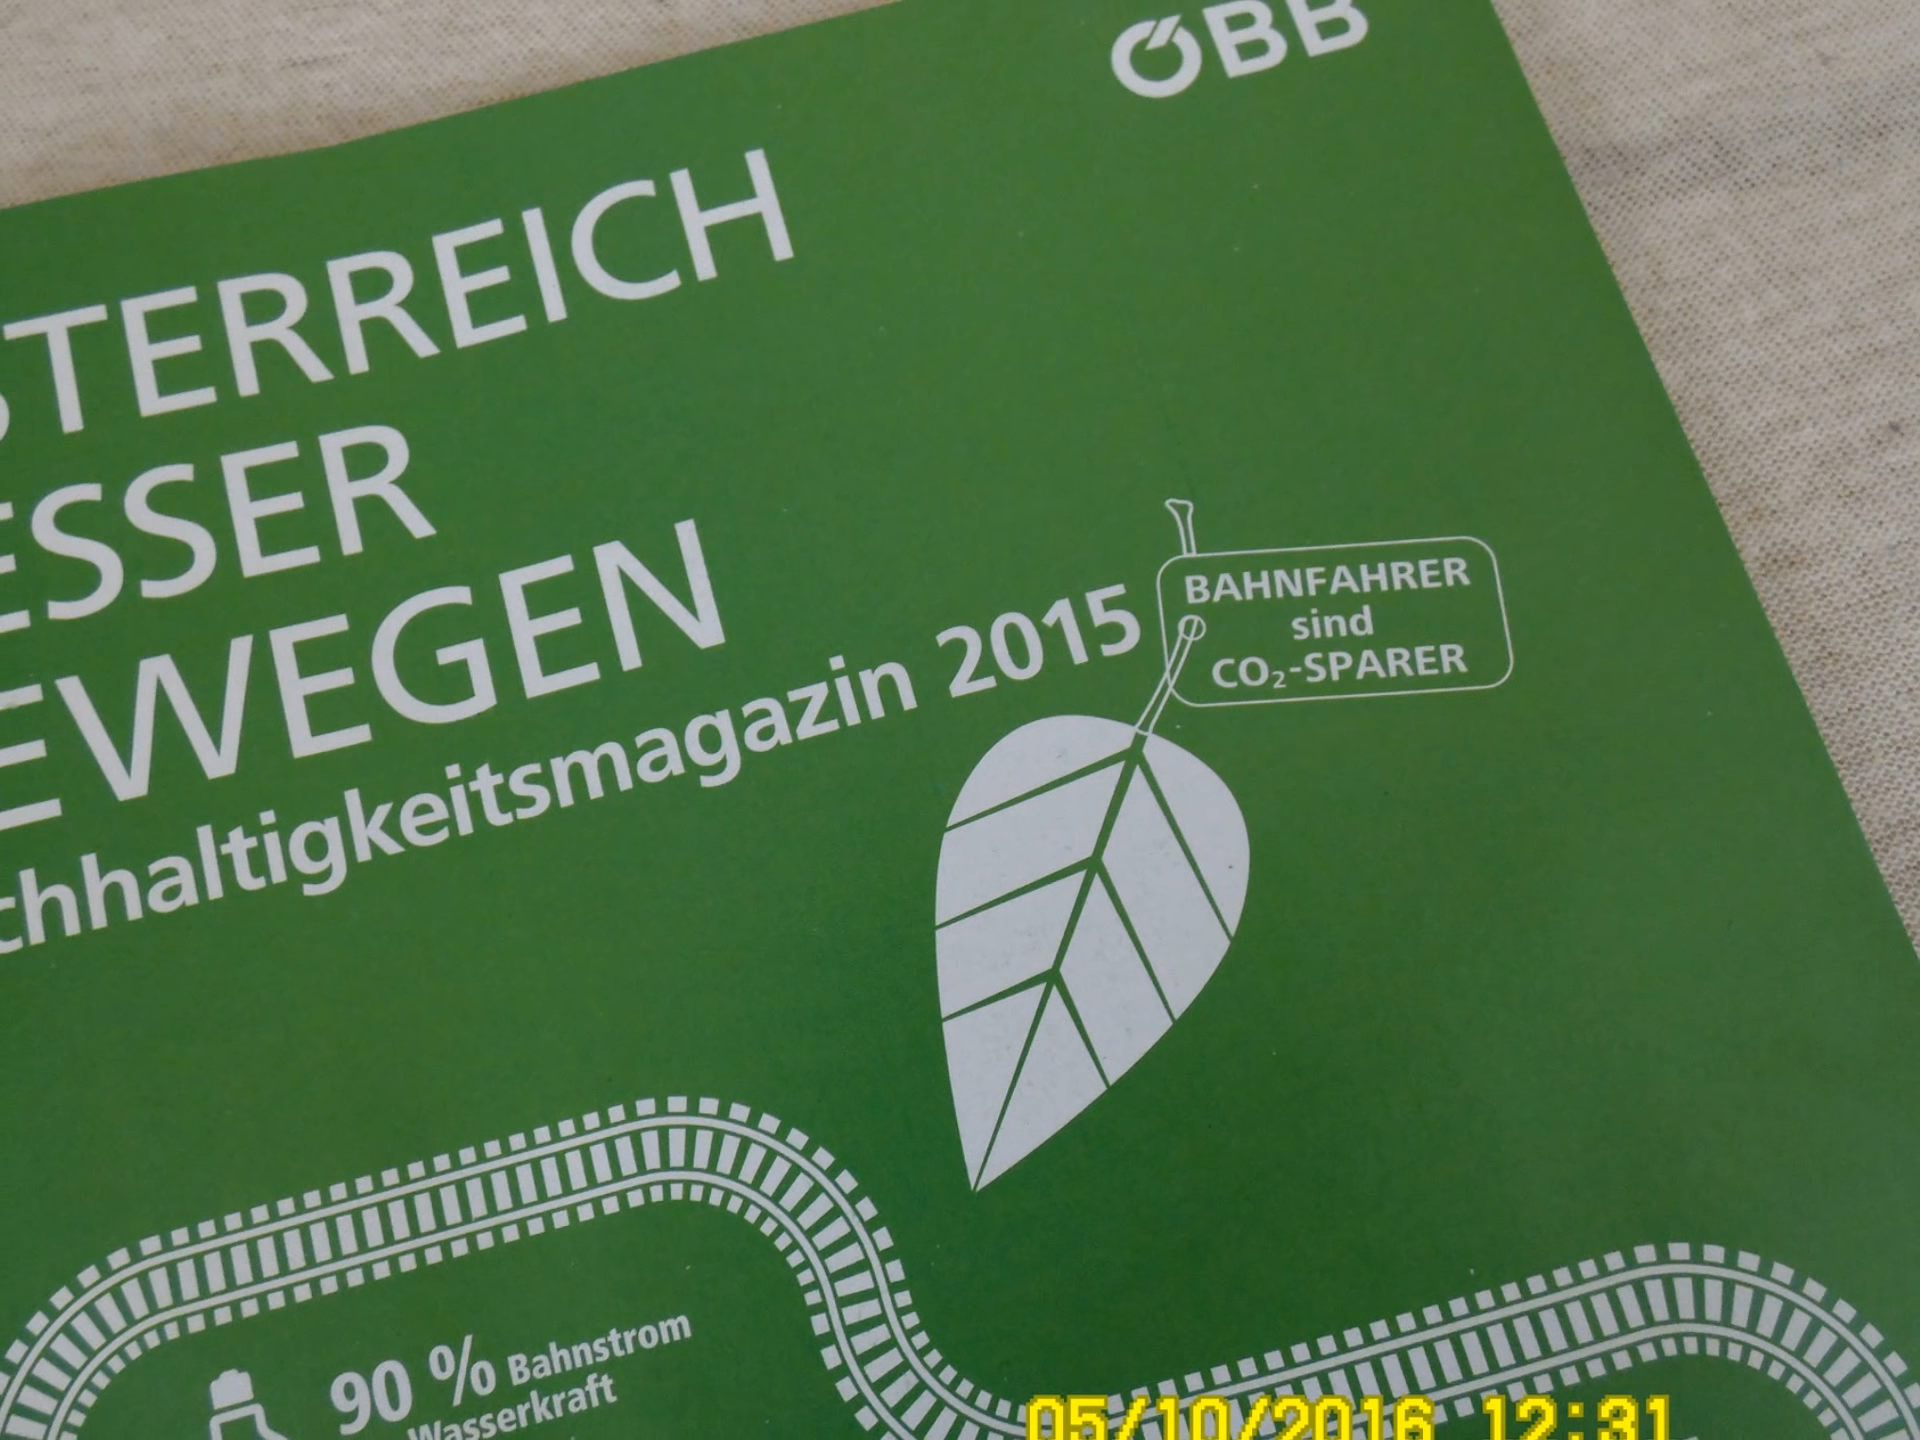 ÖBB
STERREICH
ESSER
EWEGEN
chhaltigkeitsmagazin 2015
BAHNFAHRER
sind
CO₂-SPARER
90 % Bahnstrom
Wasserkraft
05/10/2016 12:31